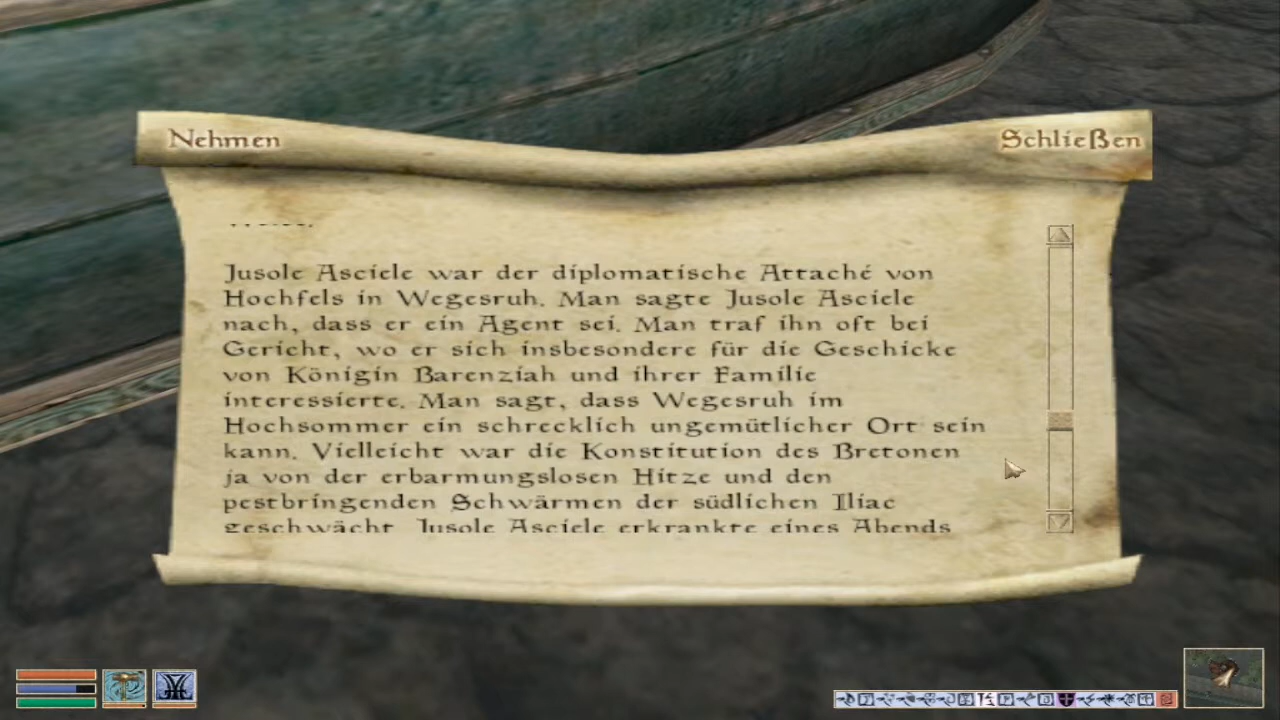 Nehmen
Schließen
Jusole Asciele war der diplomatische Attaché von
Hochfels in Wegesruh. Man sagte Jusole Asciele
nach, dass er ein Agent sei. Man traf ihn oft bei
Gericht, wo er sich insbesondere für die Geschicke
von Königin Barenziah und ihrer Familie
interessierte. Man sagt, dass Wegesruh im
Hochsommer ein schrecklich ungemütlicher Ort sein
kann. Vielleicht war die Konstitution des Bretonen
ja von der erbarmungslosen Hitze und den
pestbringenden Schwärmen der südlichen Iliac
geschwächt. Jusole Asciele erkrankte eines Abends